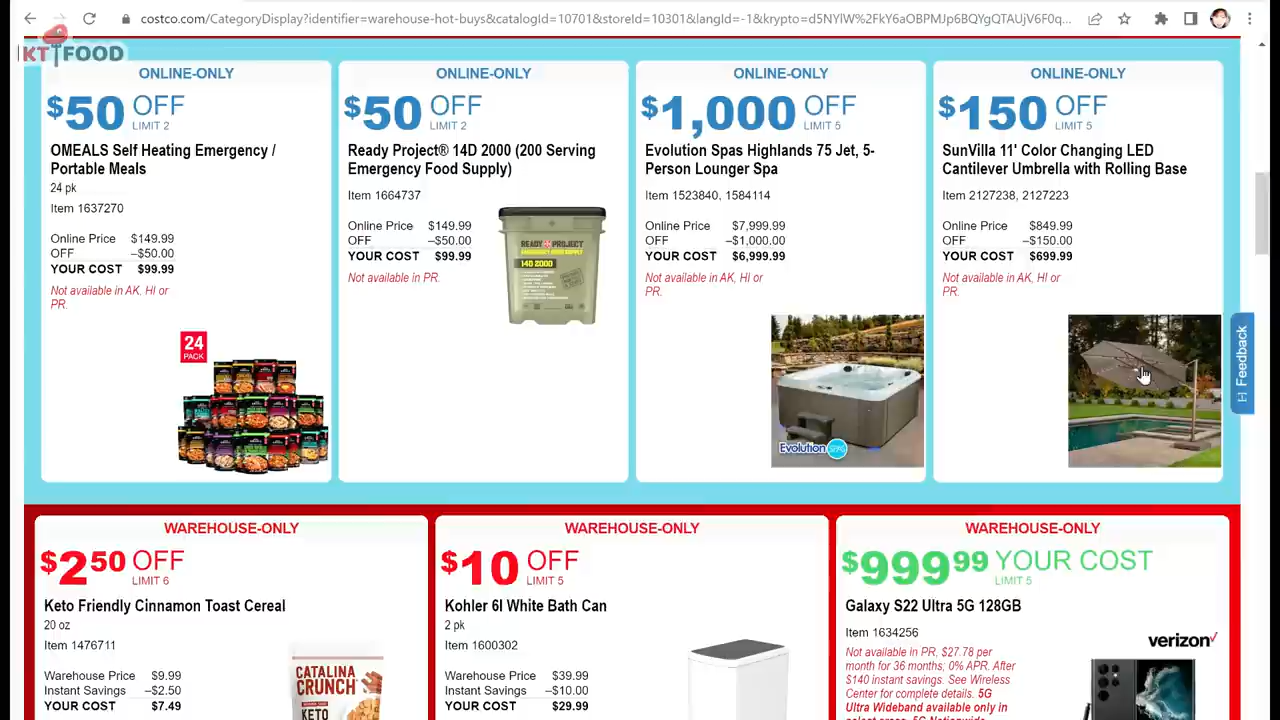 costco.com/CategoryDisplay?identifier=warehouse-hot-buys&catalogId=10701&storeId=10301&langId=-1&krypto=d5NYlW%2FkY6aOBPMJp6BQYgQTAUjV6F0q...
KT FOOD
ONLINE-ONLY
$50 OFF
LIMIT 2
OMEALS Self Heating Emergency /
Portable Meals
24 pk
Item 1637270
Online Price $149.99
OFF –$50.00
YOUR COST $99.99
Not available in AK, HI or
PR.
24
PACK
ONLINE-ONLY
$50 OFF
LIMIT 2
Ready Project® 14D 2000 (200 Serving
Emergency Food Supply)
Item 1664737
Online Price $149.99
OFF –$50.00
YOUR COST $99.99
Not available in PR.
READY PROJECT
14D 2000
ONLINE-ONLY
$1,000 OFF
LIMIT 5
Evolution Spas Highlands 75 Jet, 5-
Person Lounger Spa
Item 1523840, 1584114
Online Price $7,999.99
OFF –$1,000.00
YOUR COST $6,999.99
Not available in AK, HI or
PR.
Evolution SPAS
ONLINE-ONLY
$150 OFF
LIMIT 5
SunVilla 11' Color Changing LED
Cantilever Umbrella with Rolling Base
Item 2127238, 2127223
Online Price $849.99
OFF –$150.00
YOUR COST $699.99
Not available in AK, HI or
PR.
Feedback
WAREHOUSE-ONLY
$2.50 OFF
LIMIT 6
Keto Friendly Cinnamon Toast Cereal
20 oz
Item 1476711
Warehouse Price $9.99
Instant Savings –$2.50
YOUR COST $7.49
CATALINA
CRUNCH
KETO
WAREHOUSE-ONLY
$10 OFF
LIMIT 5
Kohler 6l White Bath Can
2 pk
Item 1600302
Warehouse Price $39.99
Instant Savings –$10.00
YOUR COST $29.99
WAREHOUSE-ONLY
$999.99 YOUR COST
LIMIT 5
Galaxy S22 Ultra 5G 128GB
Item 1634256
Not available in PR, $27.78 per
month for 36 months; 0% APR. After
$140 instant savings. See Wireless
Center for complete details. 5G
Ultra Wideband available only in
select areas. 5G Nationwide
verizon